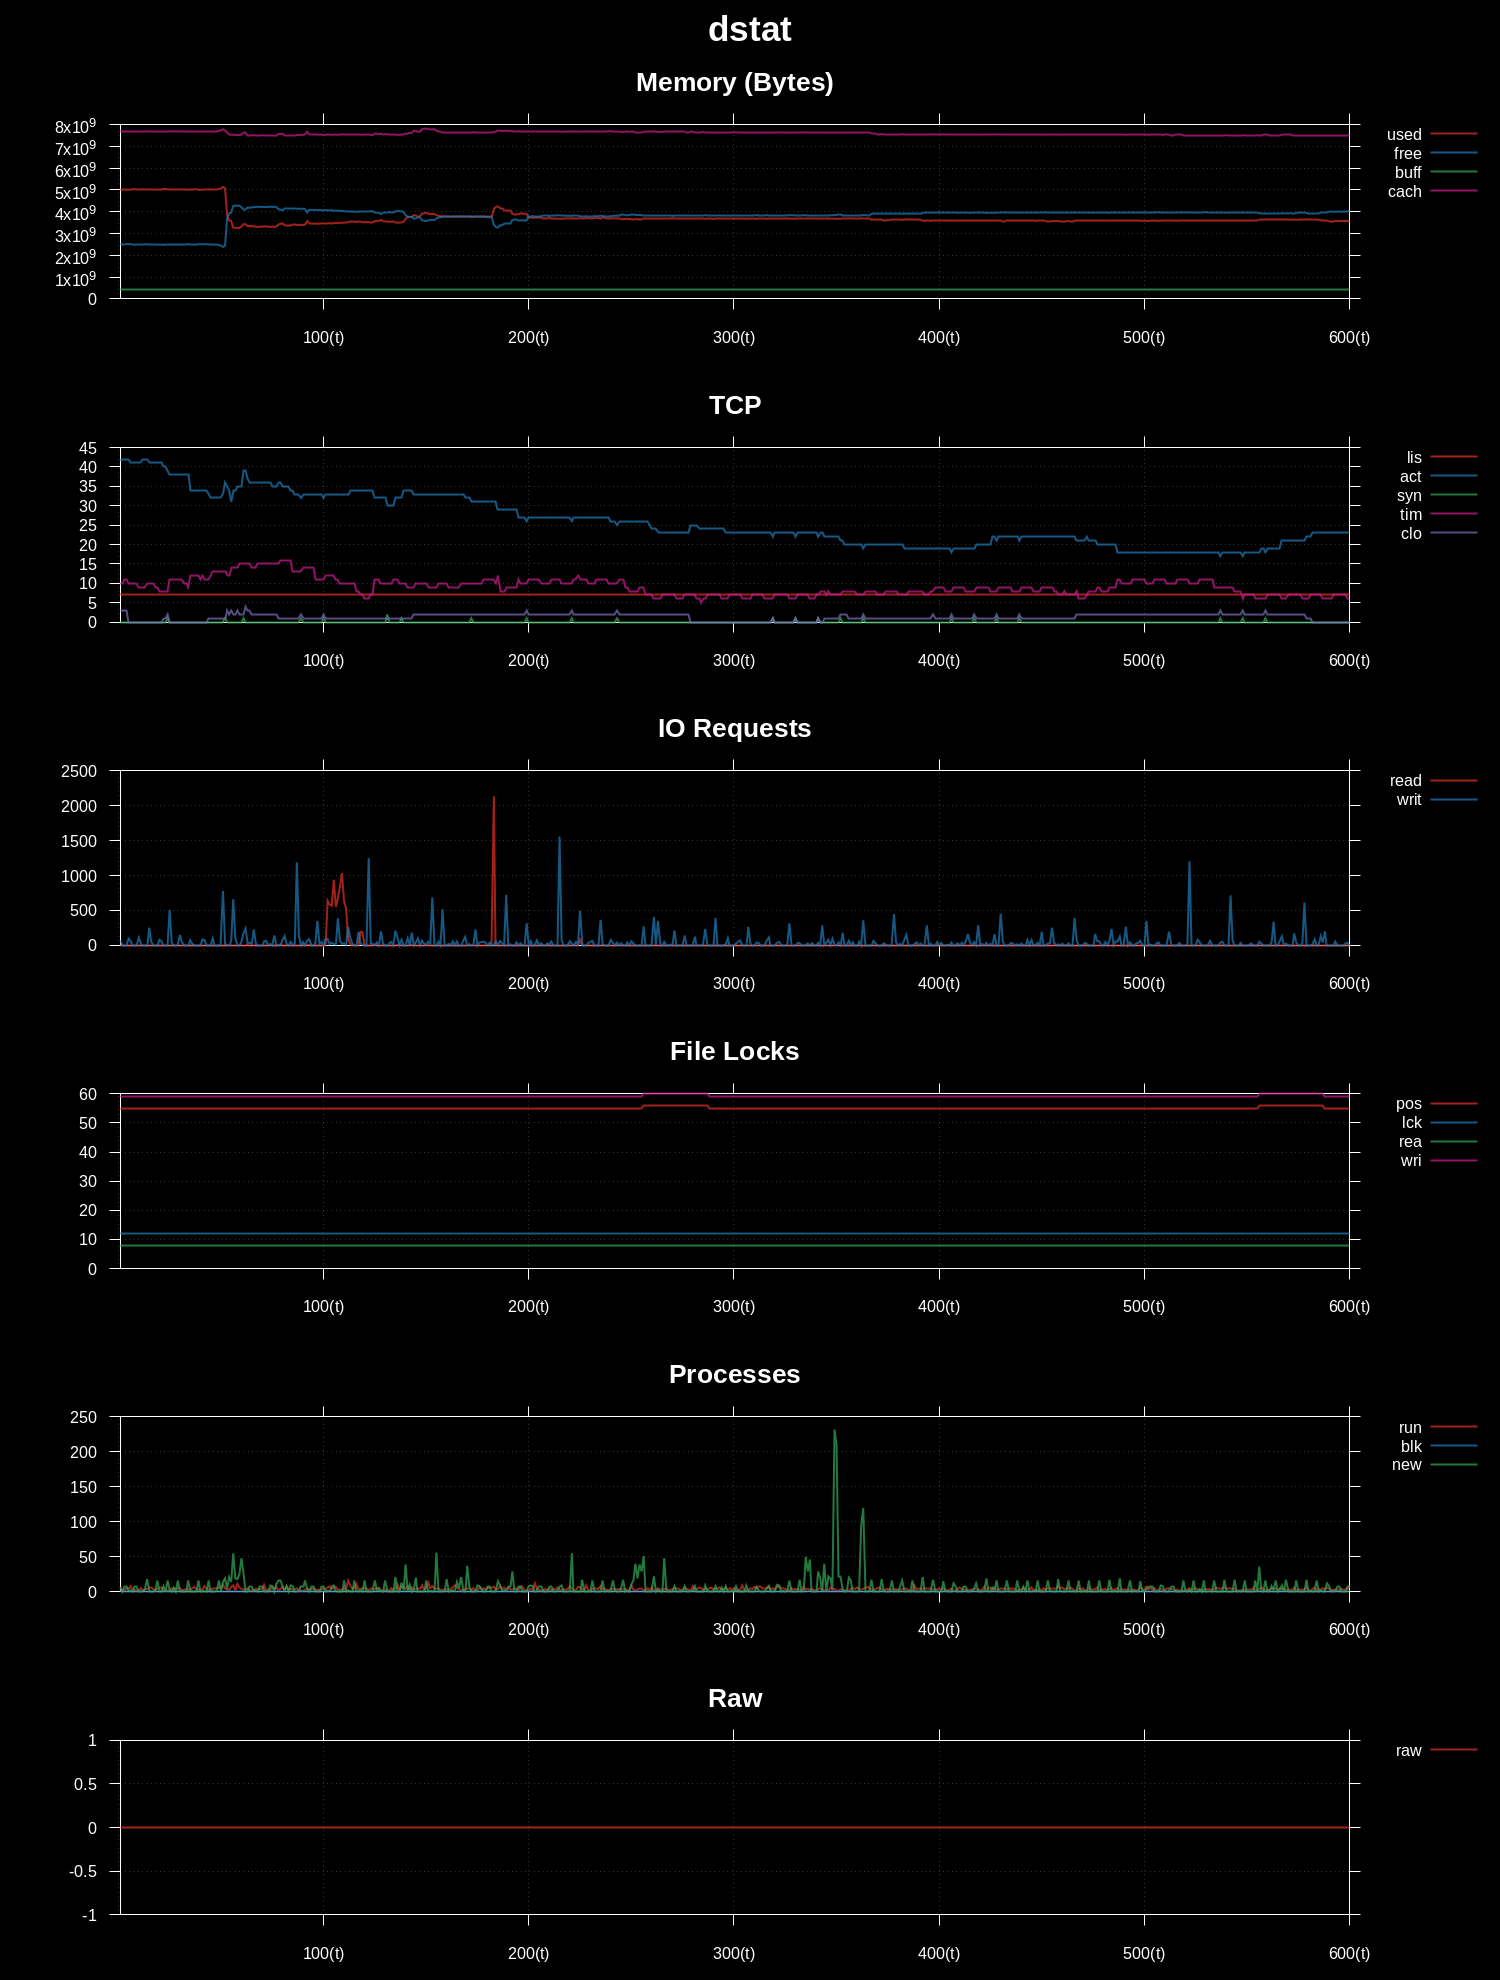 dstat
Memory (Bytes)
8x10⁹
7x10⁹
6x10⁹
5x10⁹
4x10⁹
3x10⁹
2x10⁹
1x10⁹
0
100(t) 200(t) 300(t) 400(t) 500(t) 600(t)
used
free
buff
cach
TCP
45
40
35
30
25
20
15
10
5
0
100(t) 200(t) 300(t) 400(t) 500(t) 600(t)
lis
act
syn
tim
clo
IO Requests
2500
2000
1500
1000
500
0
100(t) 200(t) 300(t) 400(t) 500(t) 600(t)
read
writ
File Locks
60
50
40
30
20
10
0
100(t) 200(t) 300(t) 400(t) 500(t) 600(t)
pos
lck
rea
wri
Processes
250
200
150
100
50
0
100(t) 200(t) 300(t) 400(t) 500(t) 600(t)
run
blk
new
Raw
1
0.5
0
-0.5
-1
100(t) 200(t) 300(t) 400(t) 500(t) 600(t)
raw